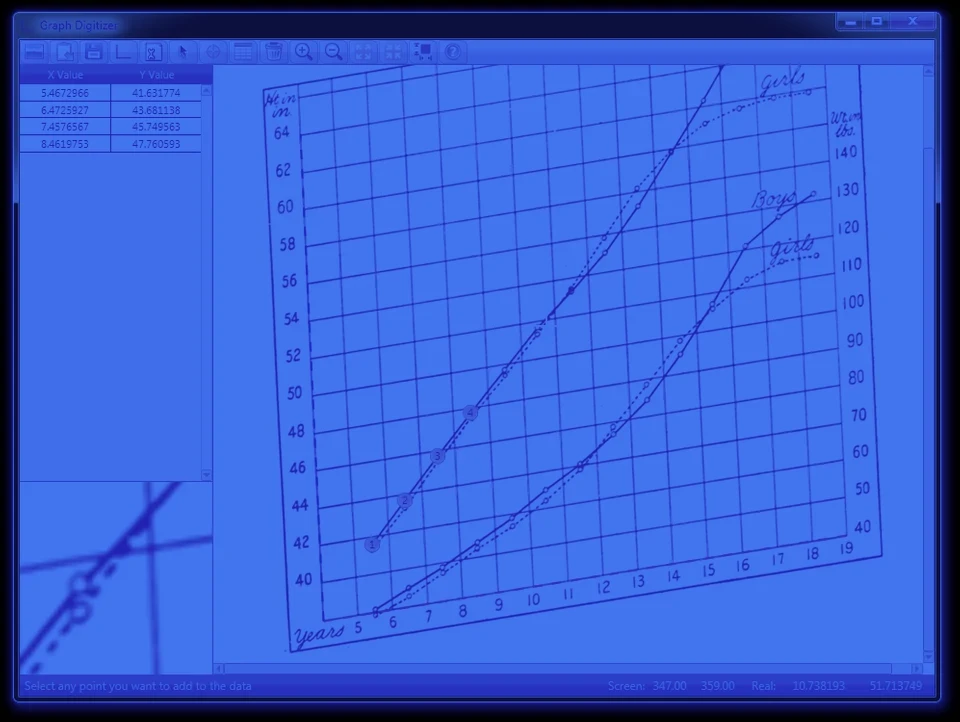 Graph Digitizer
X Value Y Value
5.4672966 41.631774
6.4725927 43.681138
7.4576567 45.749563
8.4619753 47.760593
Ht in
in
64
62
60
58
56
54
52
50
48
46
44
42
40
Girls
Wt. in
lbs.
140
130
120
110
100
90
80
70
60
50
40
Boys
girls
1
2
3
4
Years 5 6 7 8 9 10 11 12 13 14 15 16 17 18 19
Select any point you want to add to the data Screen: 347.00 359.00 Real: 10.738193 51.713749